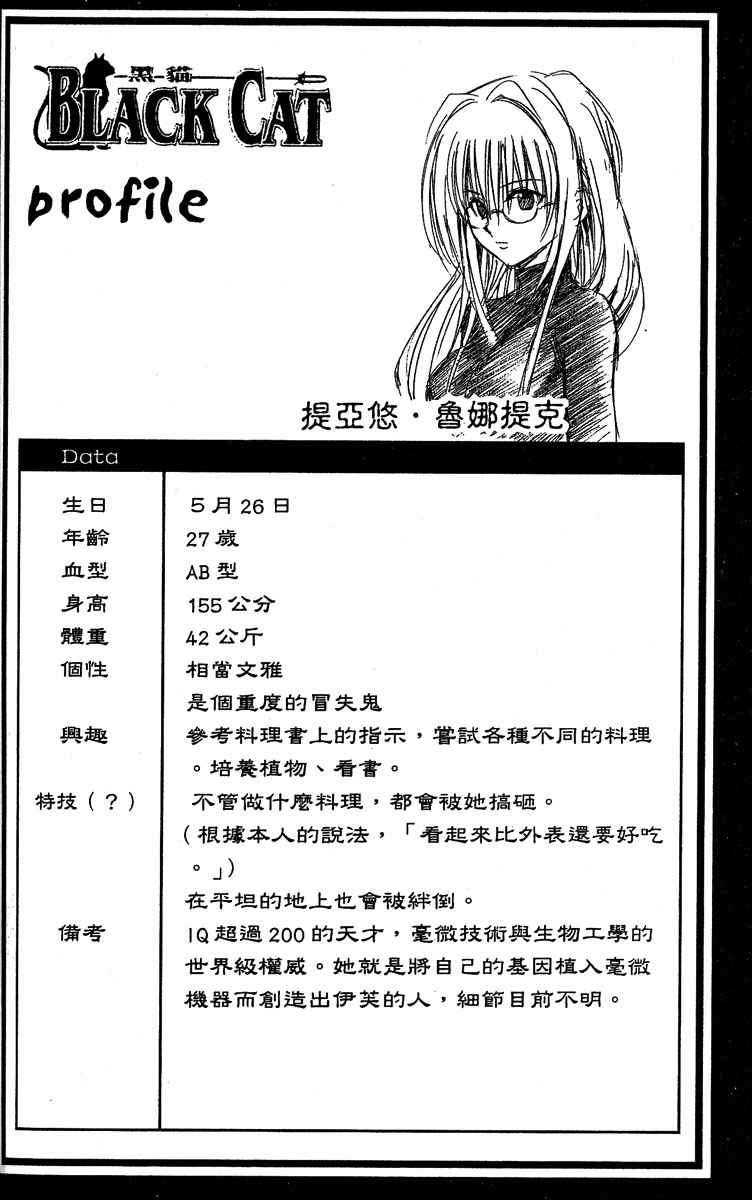 黑貓
BLACK CAT
profile
提亞悠・魯娜提克
Data
生日 5月26日
年齡 27歲
血型 AB型
身高 155公分
體重 42公斤
個性 相當文雅
是個重度的冒失鬼
興趣 參考料理書上的指示，嘗試各種不同的料理
。培養植物、看書。
特技（？） 不管做什麼料理，都會被她搞砸。
（根據本人的說法，「看起來比外表還要好吃
。」）
在平坦的地上也會被絆倒。
備考 IQ超過200的天才，毫微技術與生物工學的
世界級權威。她就是將自己的基因植入毫微
機器而創造出伊芙的人，細節目前不明。